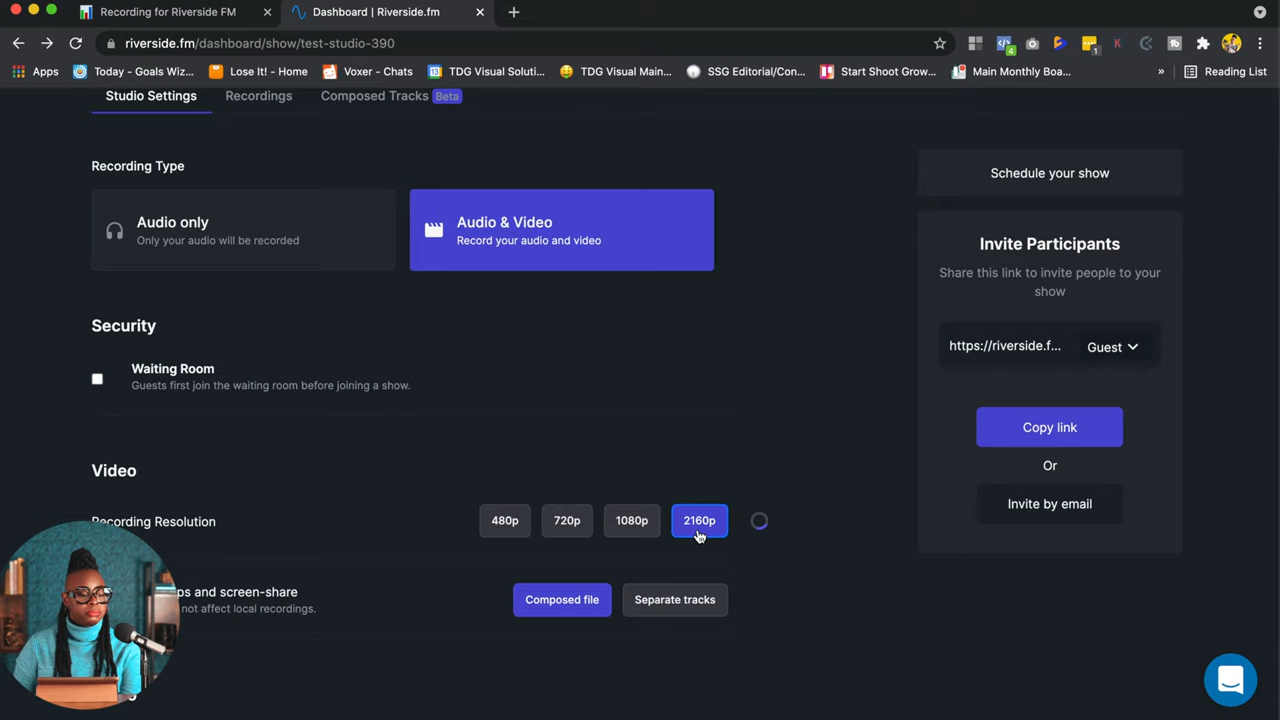 Recording for Riverside FM
Dashboard | Riverside.fm
riverside.fm/dashboard/show/test-studio-390
Apps
Today - Goals Wiz...
Lose It! - Home
Voxer - Chats
TDG Visual Soluti...
TDG Visual Main...
SSG Editorial/Con...
Start Shoot Grow...
Main Monthly Boa...
»
Reading List
Studio Settings
Recordings
Composed Tracks Beta
Recording Type
Audio only
Only your audio will be recorded
Audio & Video
Record your audio and video
Schedule your show
Invite Participants
Share this link to invite people to your
show
https://riverside.f...
Guest
Copy link
Or
Invite by email
Security
Waiting Room
Guests first join the waiting room before joining a show.
Video
Recording Resolution
480p
720p
1080p
2160p
and screen-share
not affect local recordings.
Composed file
Separate tracks